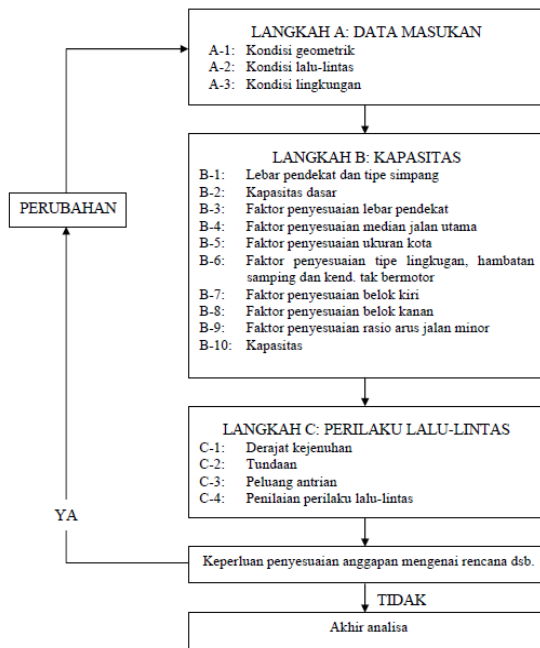 LANGKAH A: DATA MASUKAN
A-1: Kondisi geometrik
A-2: Kondisi lalu-lintas
A-3: Kondisi lingkungan
LANGKAH B: KAPASITAS
B-1: Lebar pendekat dan tipe simpang
B-2: Kapasitas dasar
B-3: Faktor penyesuaian lebar pendekat
B-4: Faktor penyesuaian median jalan utama
B-5: Faktor penyesuaian ukuran kota
B-6: Faktor penyesuaian tipe lingkugan, hambatan
samping dan kend. tak bermotor
B-7: Faktor penyesuaian belok kiri
B-8: Faktor penyesuaian belok kanan
B-9: Faktor penyesuaian rasio arus jalan minor
B-10: Kapasitas
PERUBAHAN
LANGKAH C: PERILAKU LALU-LINTAS
C-1: Derajat kejenuhan
C-2: Tundaan
C-3: Peluang antrian
C-4: Penilaian perilaku lalu-lintas
YA
Keperluan penyesuaian anggapan mengenai rencana dsb.
TIDAK
Akhir analisa